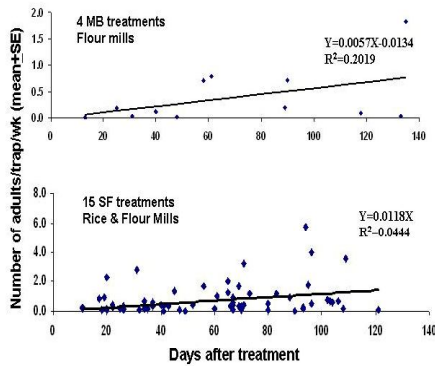 4 MB treatments
Flour mills
Y=0.0057X-0.0134
R²=0.2019
2.0
1.5
1.0
0.5
0.0
0 20 40 60 80 100 120 140
Number of adults/trap/wk (mean±SE)
15 SF treatments
Rice & Flour Mills
Y=0.0118X
R²=0.0444
8.0
6.0
4.0
2.0
0.0
0 20 40 60 80 100 120 140
Days after treatment